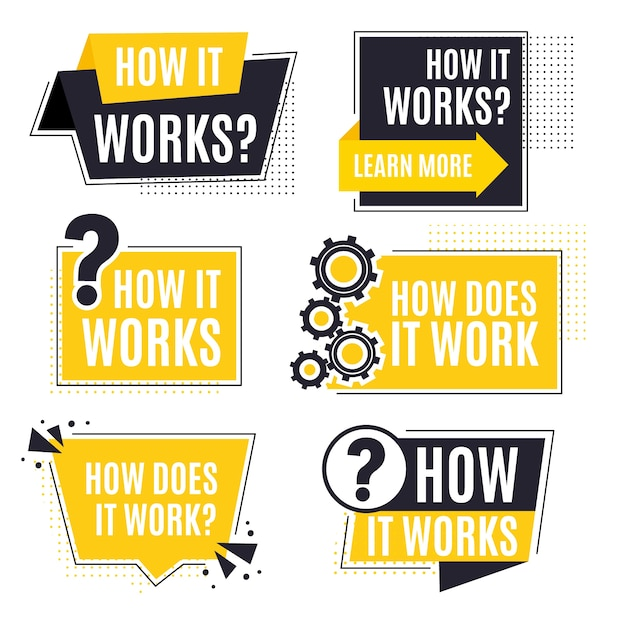 HOW IT
WORKS?
HOW IT
WORKS?
LEARN MORE
?
HOW IT
WORKS
HOW DOES
IT WORK
HOW DOES
IT WORK?
?
HOW
IT WORKS